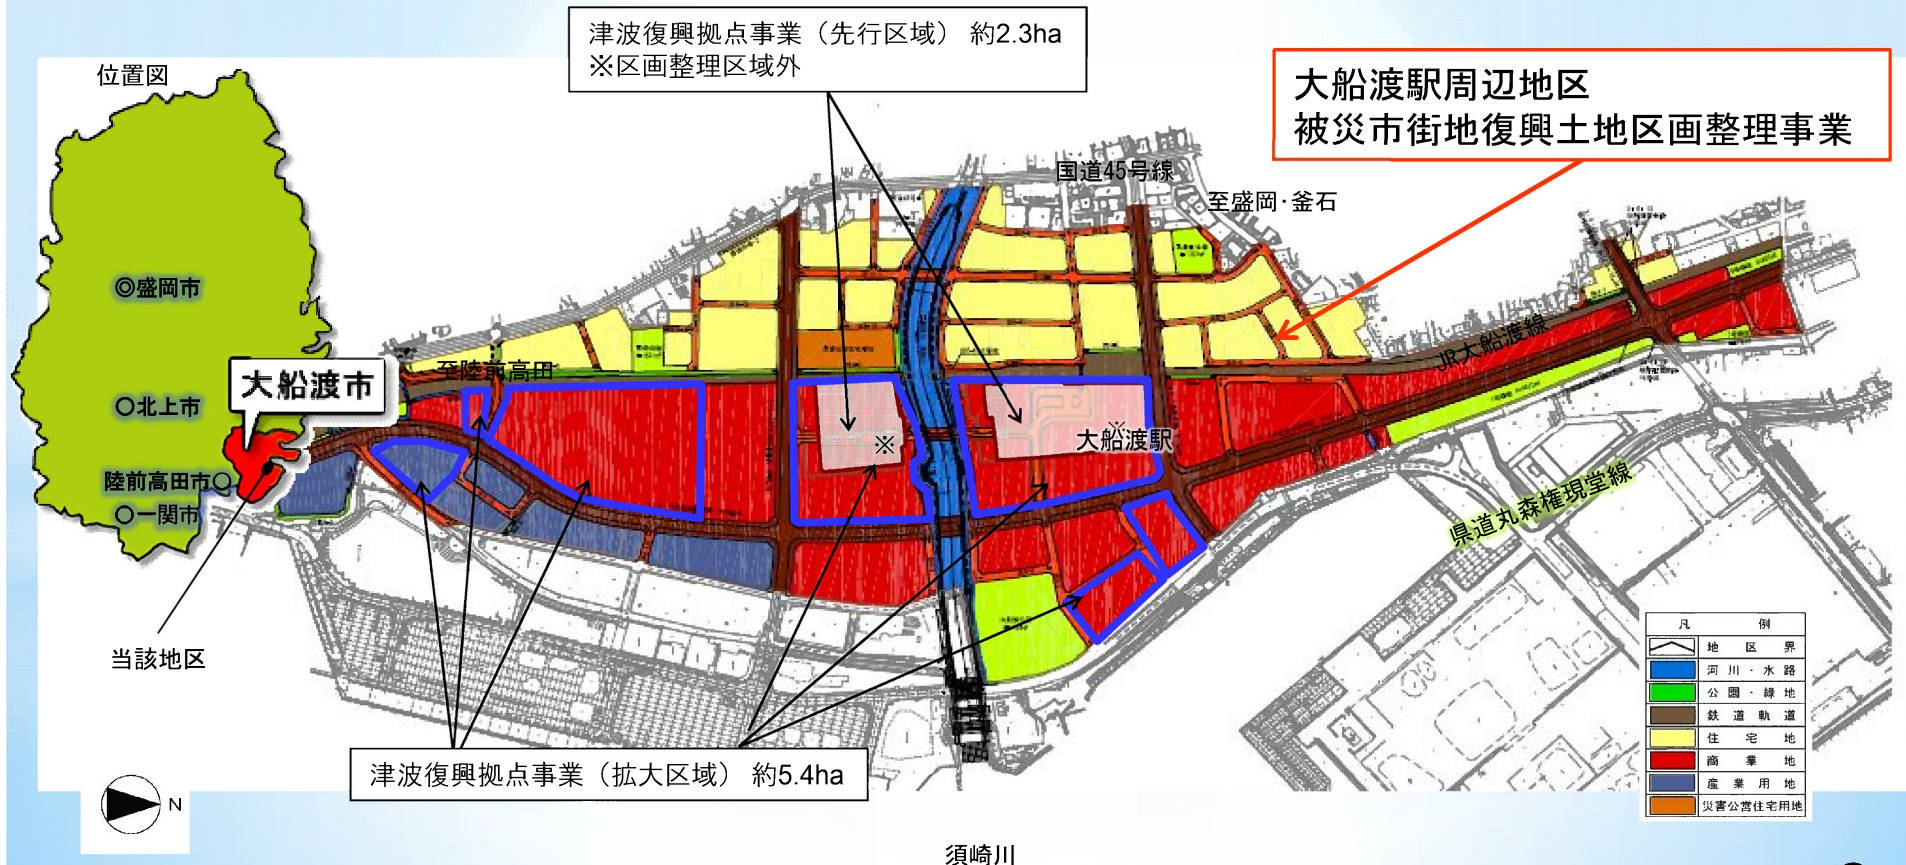 津波復興拠点事業（先行区域） 約2.3ha
※区画整理区域外
大船渡駅周辺地区
被災市街地復興土地区画整理事業
位置図
国道45号線
至盛岡・釜石
◎盛岡市
JR大船渡線
至陸前高田
大船渡市
○北上市
※
※
大船渡駅
陸前高田市○
○一関市
県道丸森権現堂線
当該地区
津波復興拠点事業（拡大区域） 約5.4ha
凡例
地区界
河川・水路
公園・緑地
鉄道軌道
住宅地
商業地
産業用地
災害公営住宅用地
N
須崎川